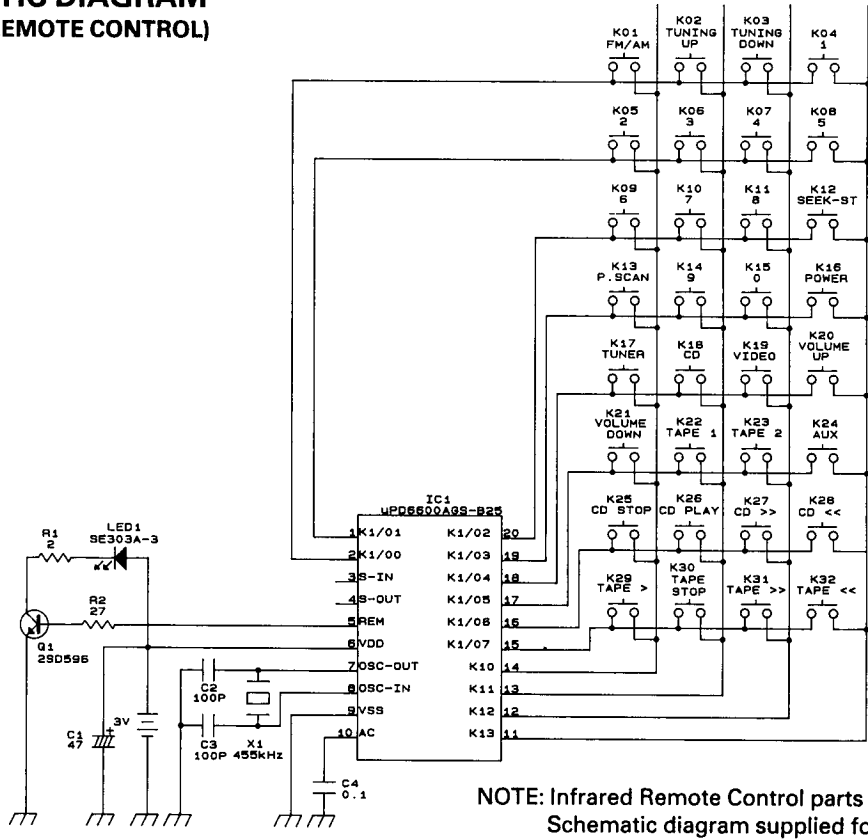 TIC DIAGRAM
EMOTE CONTROL)
K01
FM/AM
K02
TUNING
UP
K03
TUNING
DOWN
K04
1
K05
2
K06
3
K07
4
K08
5
K09
6
K10
7
K11
8
K12
SEEK-ST
K13
P.SCAN
K14
9
K15
0
K16
POWER
K17
TUNER
K18
CD
K19
VIDEO
K20
VOLUME
UP
K21
VOLUME
DOWN
K22
TAPE 1
K23
TAPE 2
K24
AUX
K25
CD STOP
K26
CD PLAY
K27
CD >>
K28
CD <<
K29
TAPE >
K30
TAPE
STOP
K31
TAPE >>
K32
TAPE <<
IC1
uPD6600AGS-B25
1 K1/01 K1/02 20
2 K1/00 K1/03 19
3 S-IN K1/04 18
4 S-OUT K1/05 17
5 REM K1/06 16
6 VDD K1/07 15
7 OSC-OUT K10 14
8 OSC-IN K11 13
9 VSS K12 12
10 AC K13 11
R1
2
LED1
SE303A-3
R2
27
Q1
2SD596
C1
47
+
3V
C2
100P
C3
100P
X1
455kHz
C4
0.1
NOTE: Infrared Remote Control parts
Schematic diagram supplied fo